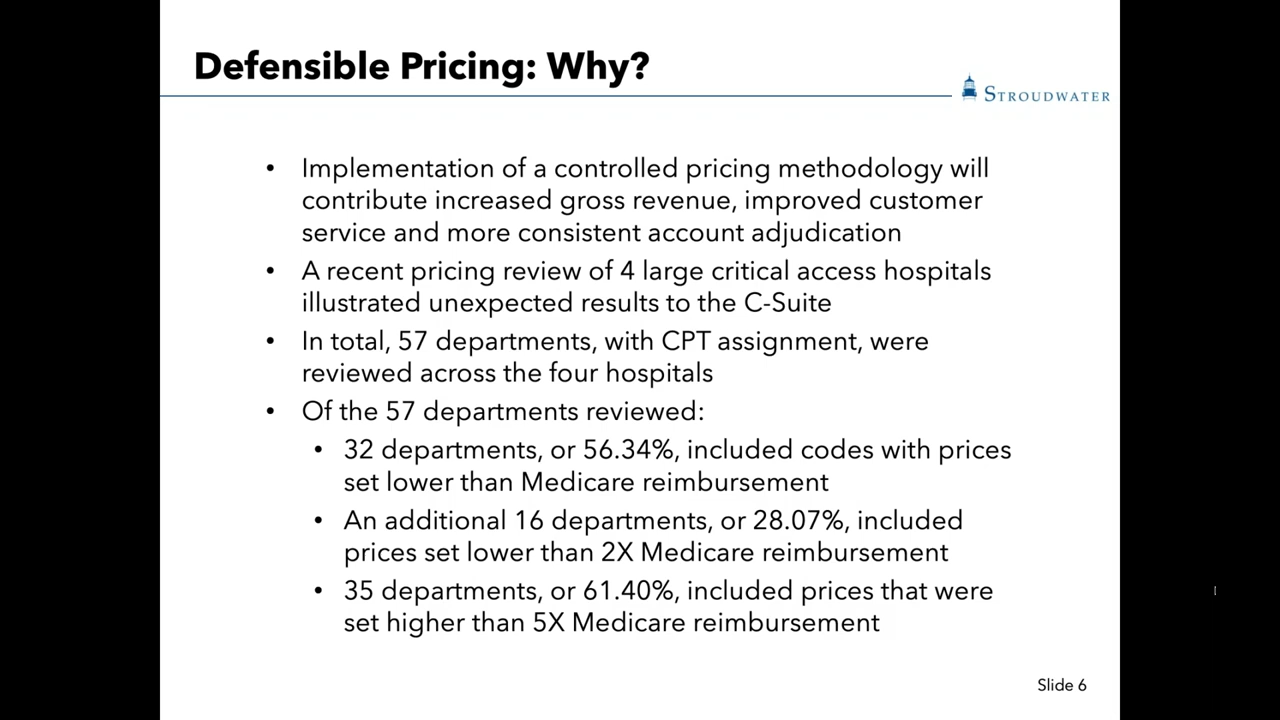 Defensible Pricing: Why?
STROUDWATER
• Implementation of a controlled pricing methodology will
contribute increased gross revenue, improved customer
service and more consistent account adjudication
• A recent pricing review of 4 large critical access hospitals
illustrated unexpected results to the C-Suite
• In total, 57 departments, with CPT assignment, were
reviewed across the four hospitals
• Of the 57 departments reviewed:
• 32 departments, or 56.34%, included codes with prices
set lower than Medicare reimbursement
• An additional 16 departments, or 28.07%, included
prices set lower than 2X Medicare reimbursement
• 35 departments, or 61.40%, included prices that were
set higher than 5X Medicare reimbursement
Slide 6